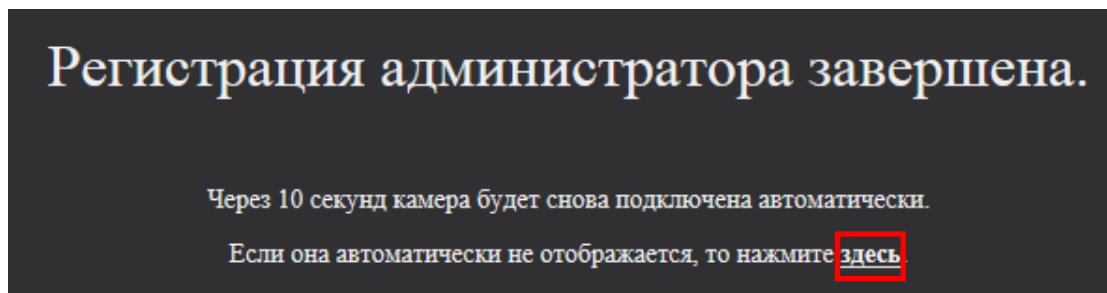 Регистрация администратора завершена.
Через 10 секунд камера будет снова подключена автоматически.
Если она автоматически не отображается, то нажмите здесь.